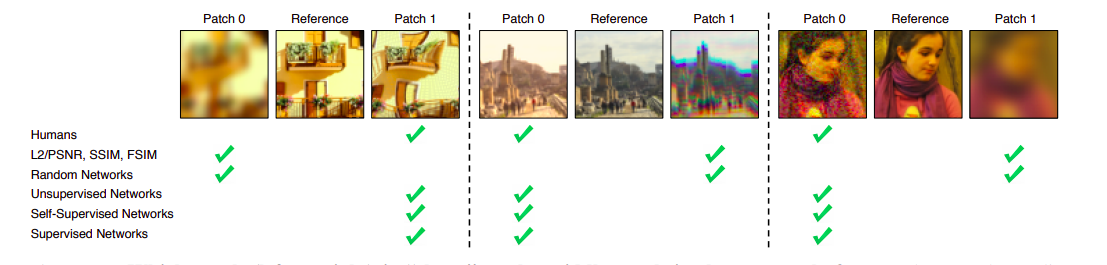 Patch 0 Reference Patch 1 Patch 0 Reference Patch 1 Patch 0 Reference Patch 1
Humans
L2/PSNR, SSIM, FSIM
Random Networks
Unsupervised Networks
Self-Supervised Networks
Supervised Networks